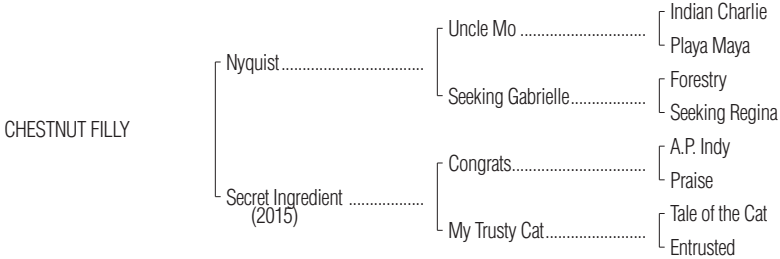 Indian Charlie
Uncle Mo ..............................
Playa Maya
Nyquist..................................
Forestry
Seeking Gabrielle..................
Seeking Regina
CHESTNUT FILLY
A.P. Indy
Congrats................................
Praise
Secret Ingredient ..................
(2015)
Tale of the Cat
My Trusty Cat........................
Entrusted